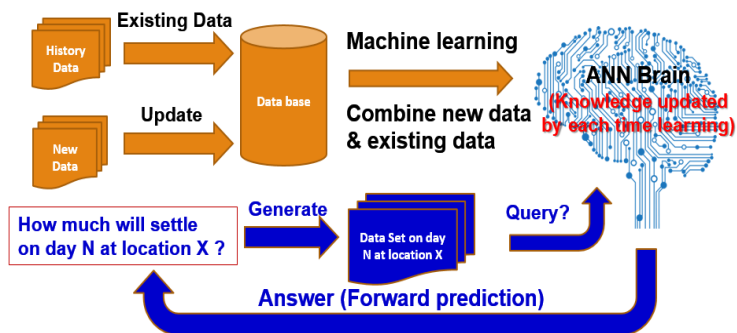 Existing Data
History
Data
Update
New
Data
Data base
Machine learning
Combine new data
& existing data
ANN Brain
(Knowledge updated
by each time learning)
How much will settle
on day N at location X ?
Generate
Data Set on day
N at location X
Query?
Answer (Forward prediction)